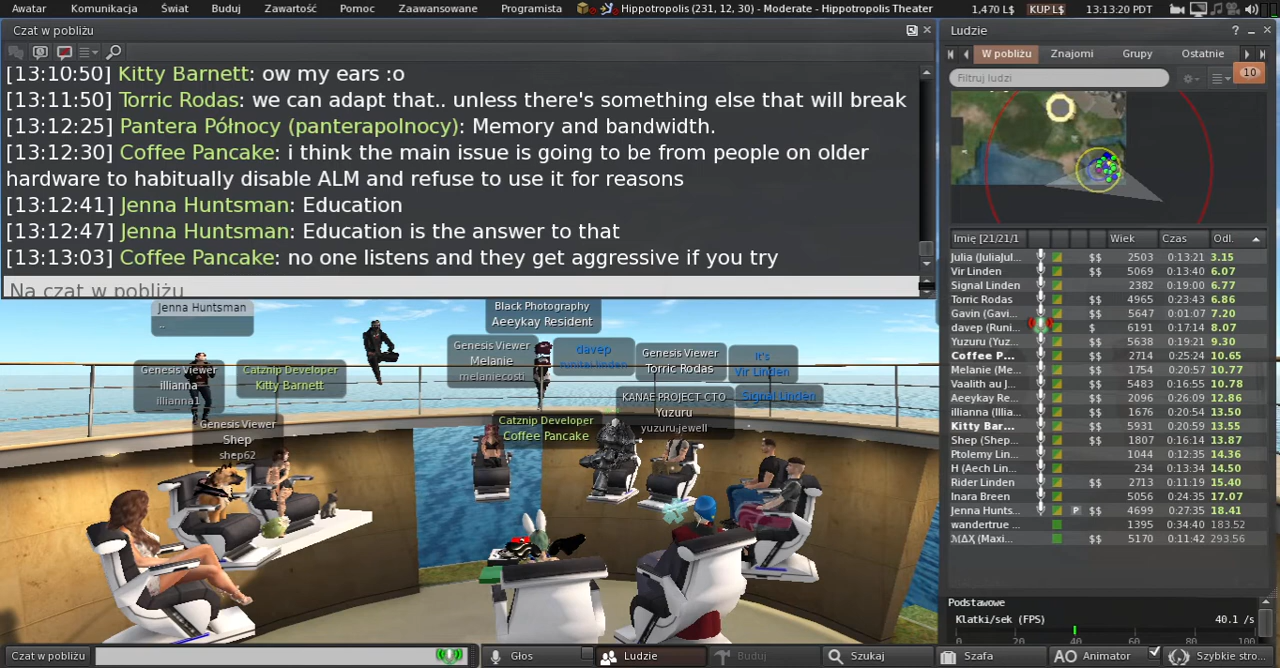 Awatar Komunikacja Świat Buduj Zawartość Pomoc Zaawansowane Programista Hippotropolis (231, 12, 30) - Moderate - Hippotropolis Theater 1,470 L$ KUP L$ 13:13:20 PDT
Czat w pobliżu
[13:10:50] Kitty Barnett: ow my ears :o
[13:11:50] Torric Rodas: we can adapt that.. unless there's something else that will break
[13:12:25] Pantera Północy (panterapolnocy): Memory and bandwidth.
[13:12:30] Coffee Pancake: i think the main issue is going to be from people on older
hardware to habitually disable ALM and refuse to use it for reasons
[13:12:41] Jenna Huntsman: Education
[13:12:47] Jenna Huntsman: Education is the answer to that
[13:13:03] Coffee Pancake: no one listens and they get aggressive if you try
Na czat w pobliżu
Jenna Huntsman
..
Black Photography
Aeeykay Resident
Genesis Viewer
Melanie
melaniecosti
davep
Genesis Viewer
Torric Rodas
It's
Vir Linden
Genesis Viewer
illianna
illianna1
Catznip Developer
Kitty Barnett
KANAE PROJECT CTO
Yuzuru
yuzuru.jewell
Signal Linden
Genesis Viewer
Shep
shep62
Catznip Developer
Coffee Pancake
Ludzie
W pobliżu Znajomi Grupy Ostatnie
Filtruj ludzi
10
Imię [21/21/1 Wiek Czas Odl.
Julia (JuliaJul... $$ 2503 0:13:21 3.15
Vir Linden $$ 5069 0:13:40 6.07
Signal Linden 2382 0:19:00 6.77
Torric Rodas $$ 4965 0:23:43 6.86
Gavin (Gavi... $$ 5647 0:01:07 7.20
davep (Runi... $ 6191 0:17:14 8.07
Yuzuru (Yuz... $$ 5638 0:19:21 9.30
Coffee P... $$ 2714 0:25:24 10.65
Melanie (Me... $$ 1754 0:20:57 10.77
Vaalith au J... $$ 5483 0:16:55 10.78
Aeeykay Res... $$ 2096 0:26:09 12.86
illianna (Illia... $$ 1676 0:20:54 13.50
Kitty Bar... $$ 5931 0:20:59 13.55
Shep (Shep... $$ 1807 0:16:14 13.87
Ptolemy Lin... 1044 0:12:35 14.36
H (Aech Lin... 234 0:13:34 14.50
Rider Linden $$ 2713 0:11:19 15.40
Inara Breen 5056 0:24:35 17.07
Jenna Hunts... P $$ 4699 0:27:35 18.41
wandertrue ... 1395 0:34:40 183.52
(Maxi... $$ 5170 0:11:42 293.56
Podstawowe
Klatki/sek (FPS) 40.1 /s
0 20 40 60 80 100
Czat w pobliżu Głos Ludzie Buduj Szukaj Szafa AO Animator Szybkie stro...